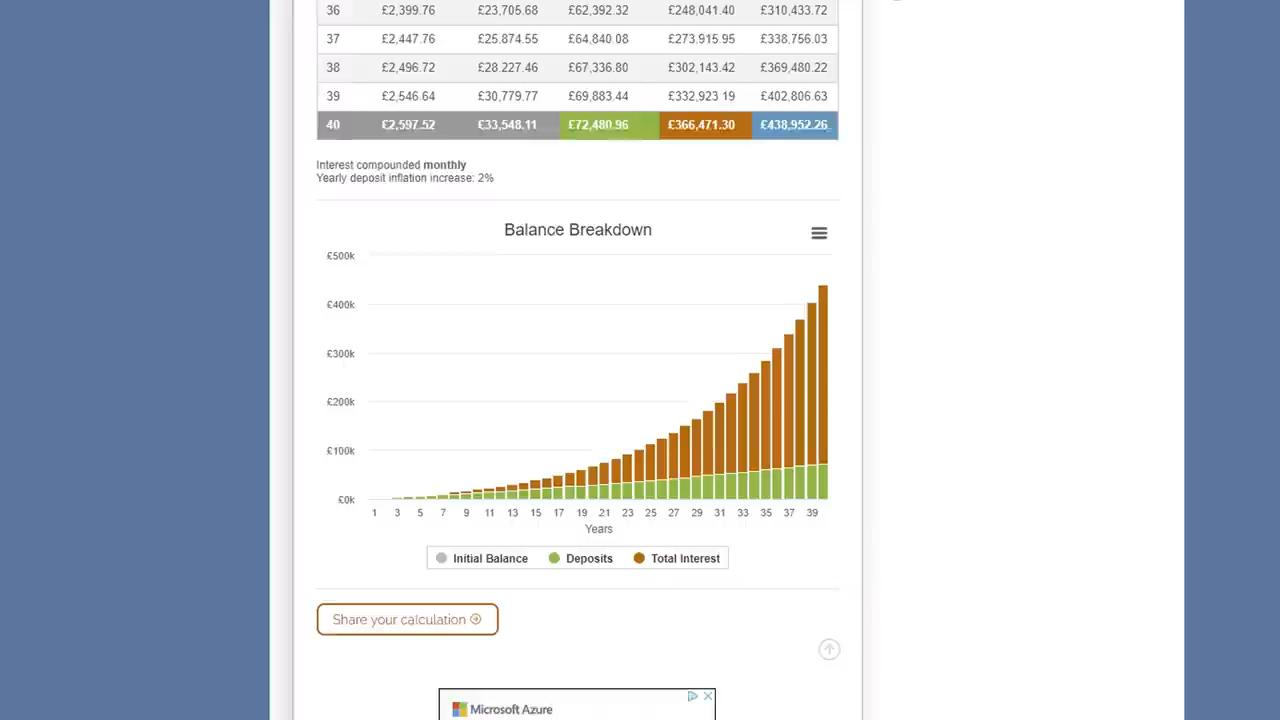 36 £2,399.76 £23,705.68 £62,392.32 £248,041.40 £310,433.72
37 £2,447.76 £25,874.55 £64,840.08 £273,915.95 £338,756.03
38 £2,496.72 £28,227.46 £67,336.80 £302,143.42 £369,480.22
39 £2,546.64 £30,779.77 £69,883.44 £332,923.19 £402,806.63
40 £2,597.52 £33,548.11 £72,480.96 £366,471.30 £438,952.26
Interest compounded monthly
Yearly deposit inflation increase: 2%
Balance Breakdown
£500k
£400k
£300k
£200k
£100k
£0k
1 3 5 7 9 11 13 15 17 19 21 23 25 27 29 31 33 35 37 39
Years
Initial Balance Deposits Total Interest
Share your calculation
Microsoft Azure